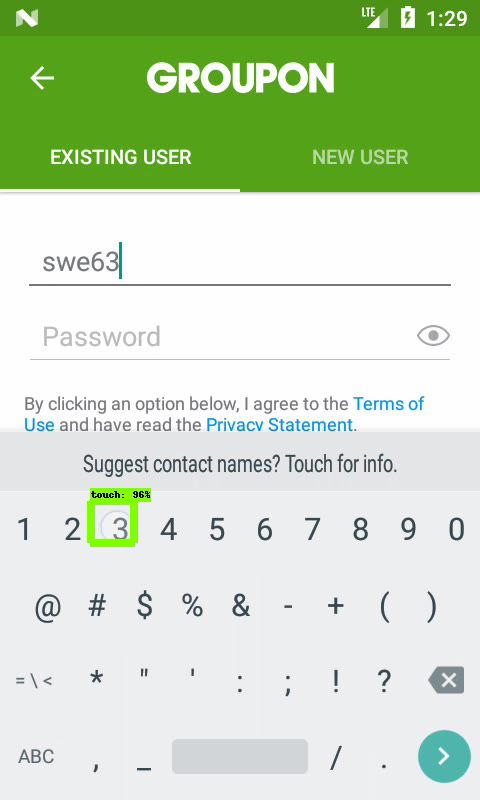 LTE 1:29
GROUPON
EXISTING USER NEW USER
swe63
Password
By clicking an option below, I agree to the Terms of
Use and have read the Privacy Statement.
Suggest contact names? Touch for info.
touch: 96%
1 2 3 4 5 6 7 8 9 0
@ # $ % & - + ( )
= \ < * " ' : ; ! ?
ABC , _ / .